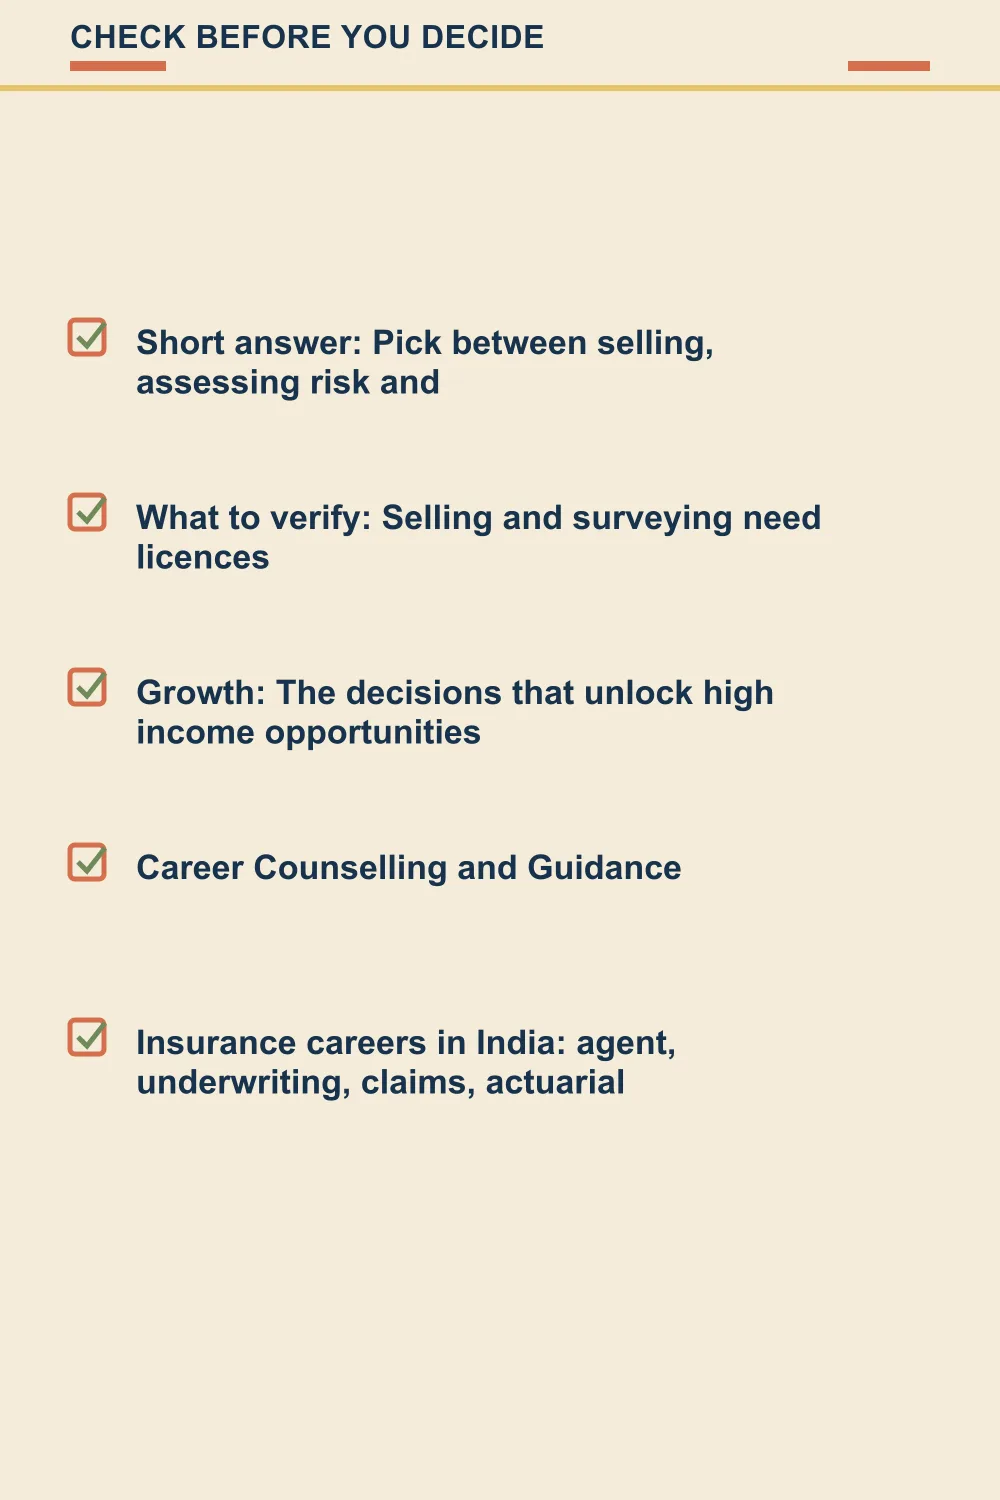 CHECK BEFORE YOU DECIDE
Short answer: Pick between selling,
assessing risk and
What to verify: Selling and surveying need
licences
Growth: The decisions that unlock high
income opportunities
Career Counselling and Guidance
Insurance careers in India: agent,
underwriting, claims, actuarial